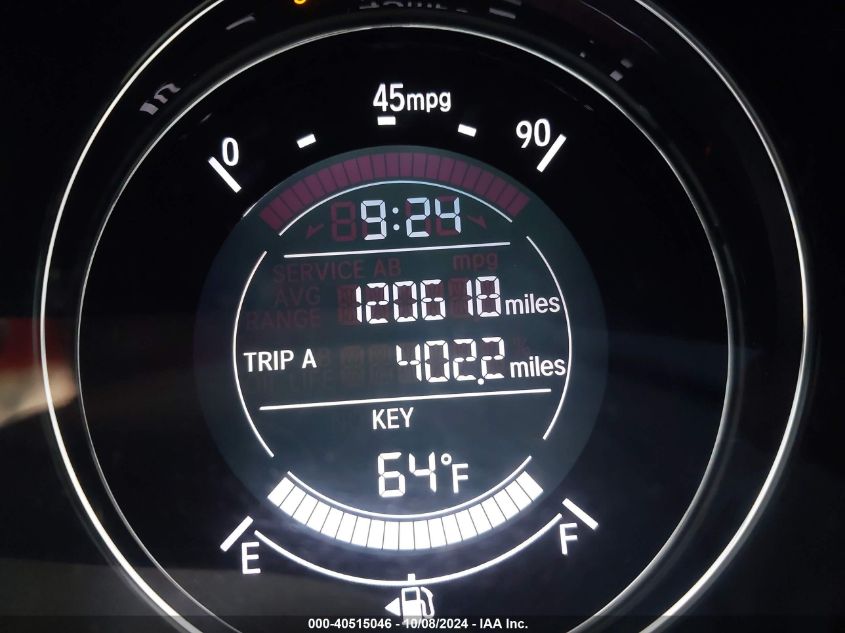 45mpg
0 90
9:24
SERVICE AB mpg
AVG 120618 miles
RANGE
TRIP A 402.2 miles
KEY
64°F
E F
000-40515046 - 10/08/2024 - IAA Inc.